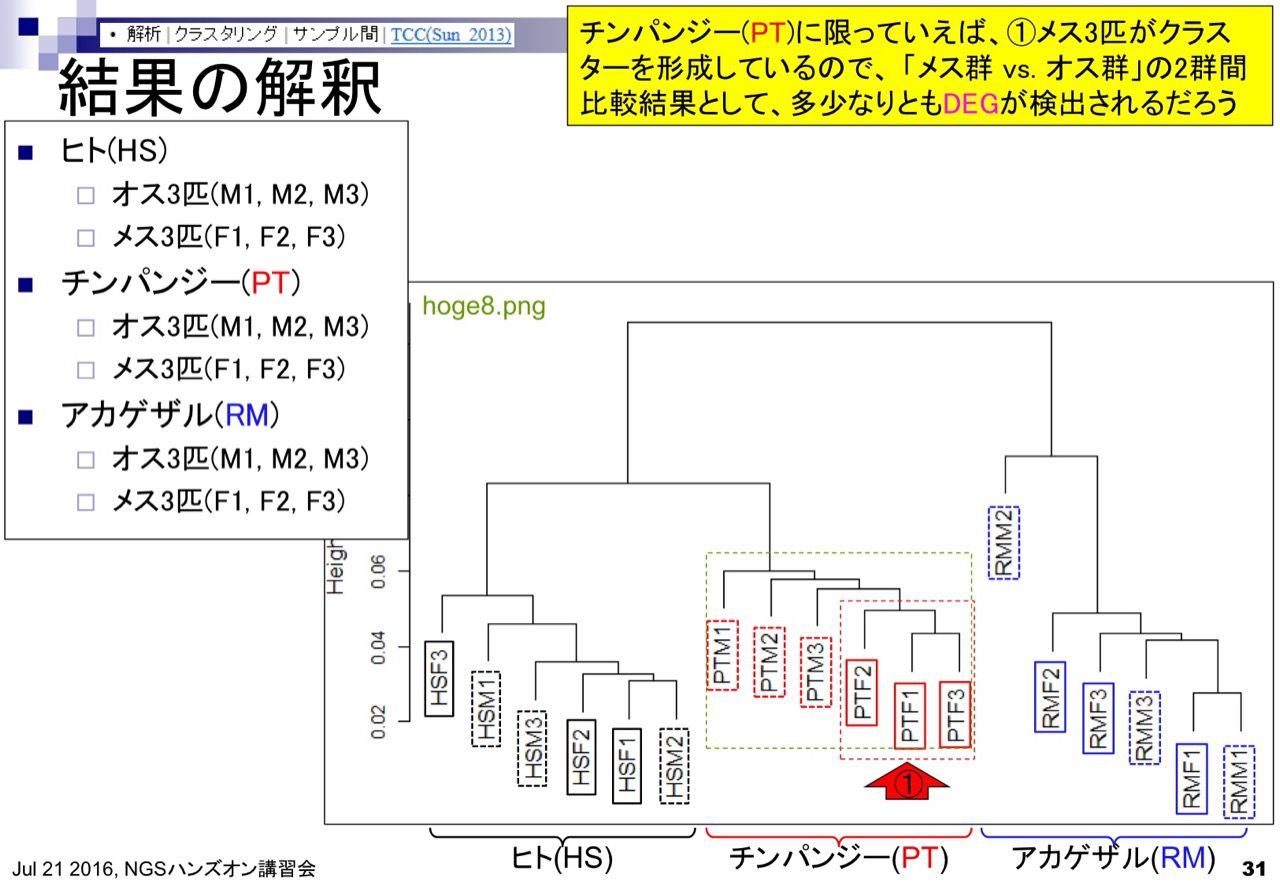 • 解析 | クラスタリング | サンプル間 | TCC(Sun_2013)
結果の解釈
チンパンジー(PT)に限っていえば、①メス3匹がクラス
ターを形成しているので、「メス群 vs. オス群」の2群間
比較結果として、多少なりともDEGが検出されるだろう
ヒト(HS)
オス3匹(M1, M2, M3)
メス3匹(F1, F2, F3)
チンパンジー(PT)
オス3匹(M1, M2, M3)
メス3匹(F1, F2, F3)
アカゲザル(RM)
オス3匹(M1, M2, M3)
メス3匹(F1, F2, F3)
hoge8.png
0.06
0.04
0.02
HSF3
HSM1
HSM3
HSF2
HSF1
HSM2
PTM1
PTM2
PTM3
PTF2
PTF1
PTF3
RMM2
RMF2
RMF3
RMM3
RMF1
RMM1
①
ヒト(HS)
チンパンジー(PT)
アカゲザル(RM)
Jul 21 2016, NGSハンズオン講習会
31